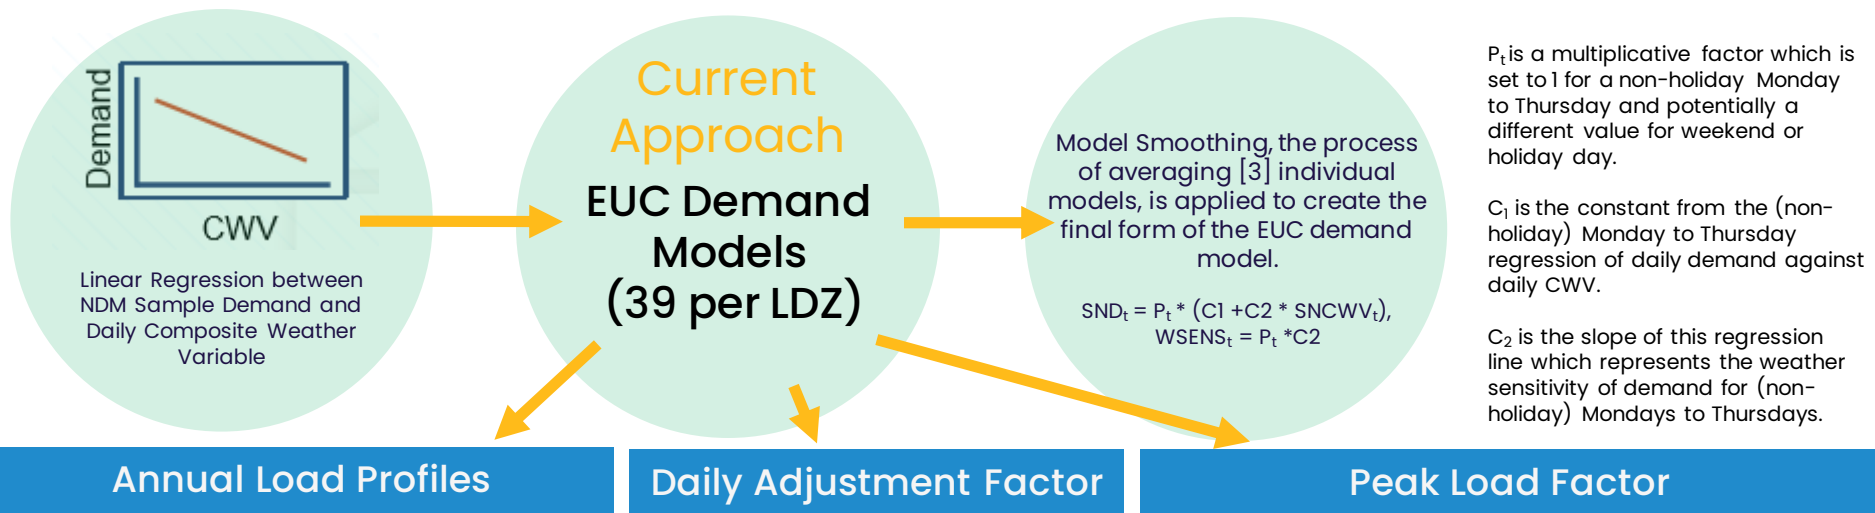 Demand
CWV
Linear Regression between
NDM Sample Demand and
Daily Composite Weather
Variable
Current
Approach
EUC Demand
Models
(39 per LDZ)
Model Smoothing, the process
of averaging [3] individual
models, is applied to create the
final form of the EUC demand
model.
SNDₜ = Pₜ * (C1 +C2 * SNCWVₜ),
WSENSₜ = Pₜ *C2
Pₜ is a multiplicative factor which is
set to 1 for a non-holiday Monday
to Thursday and potentially a
different value for weekend or
holiday day.
C₁ is the constant from the (non-
holiday) Monday to Thursday
regression of daily demand against
daily CWV.
C₂ is the slope of this regression
line which represents the weather
sensitivity of demand for (non-
holiday) Mondays to Thursdays.
Annual Load Profiles
Daily Adjustment Factor
Peak Load Factor